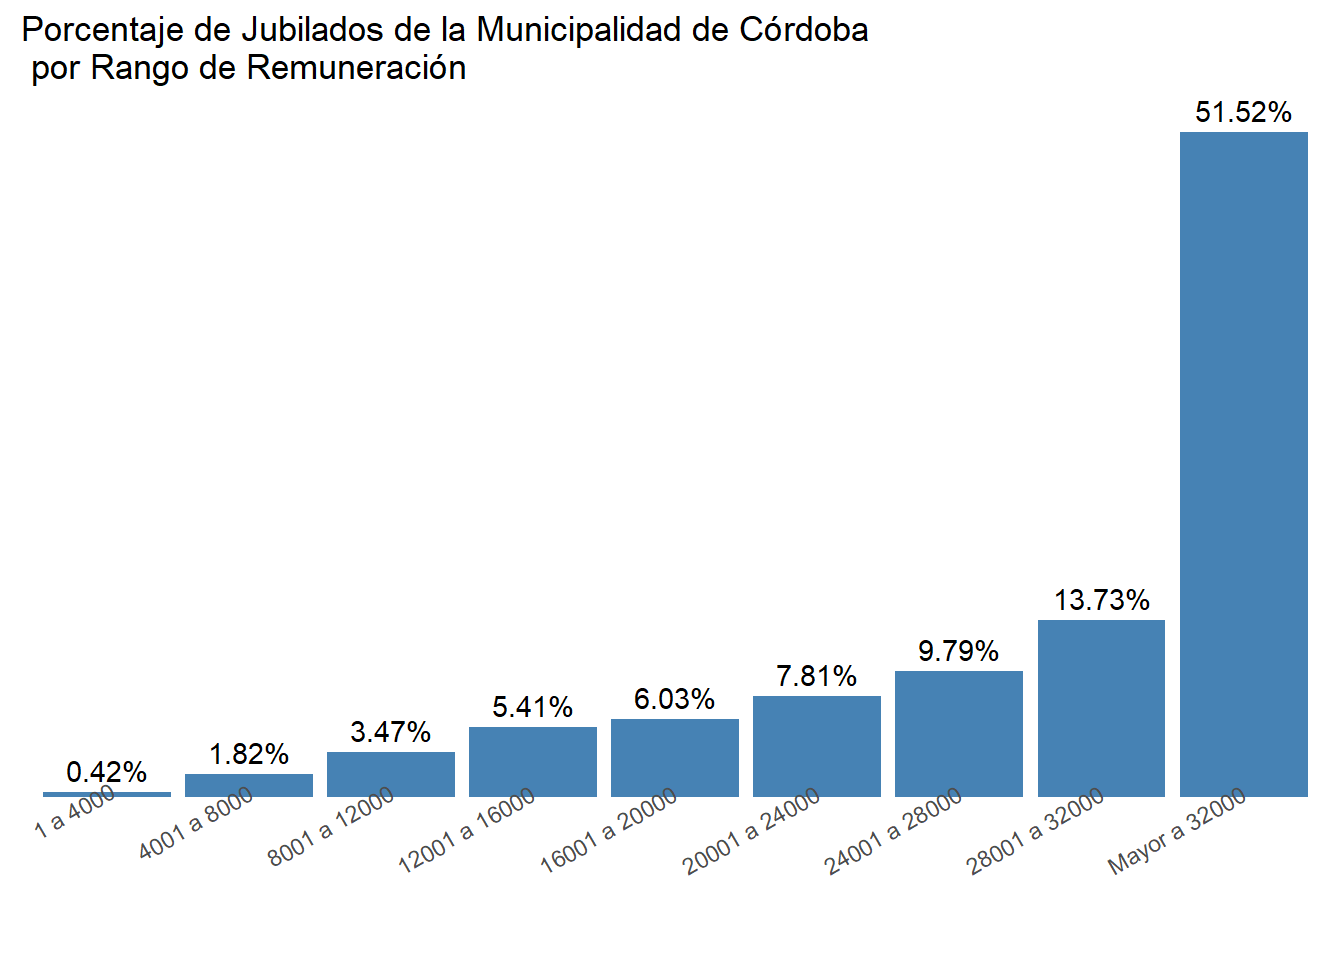 Porcentaje de Jubilados de la Municipalidad de Córdoba
por Rango de Remuneración
51.52%
13.73%
9.79%
7.81%
6.03%
5.41%
3.47%
1.82%
0.42%
1 a 4000
4001 a 8000
8001 a 12000
12001 a 16000
16001 a 20000
20001 a 24000
24001 a 28000
28001 a 32000
Mayor a 32000